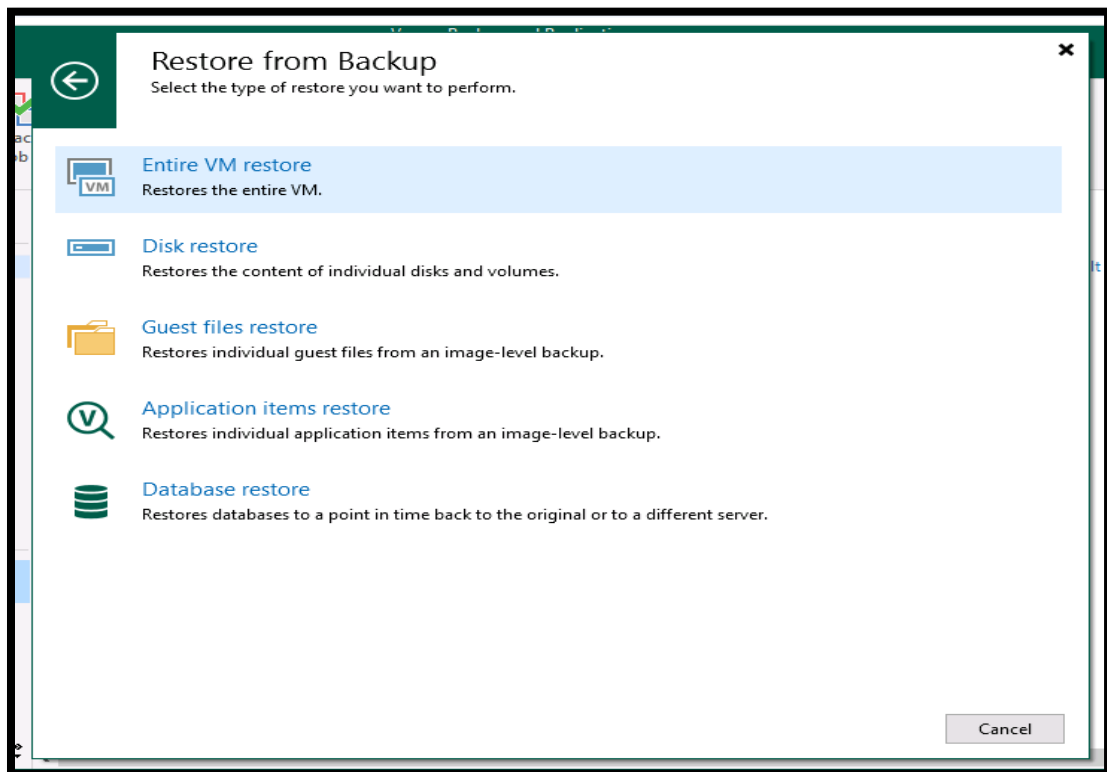 Restore from Backup
Select the type of restore you want to perform.
Entire VM restore
VM
Restores the entire VM.
Disk restore
Restores the content of individual disks and volumes.
Guest files restore
Restores individual guest files from an image-level backup.
Application items restore
V
Restores individual application items from an image-level backup.
Database restore
Restores databases to a point in time back to the original or to a different server.
Cancel